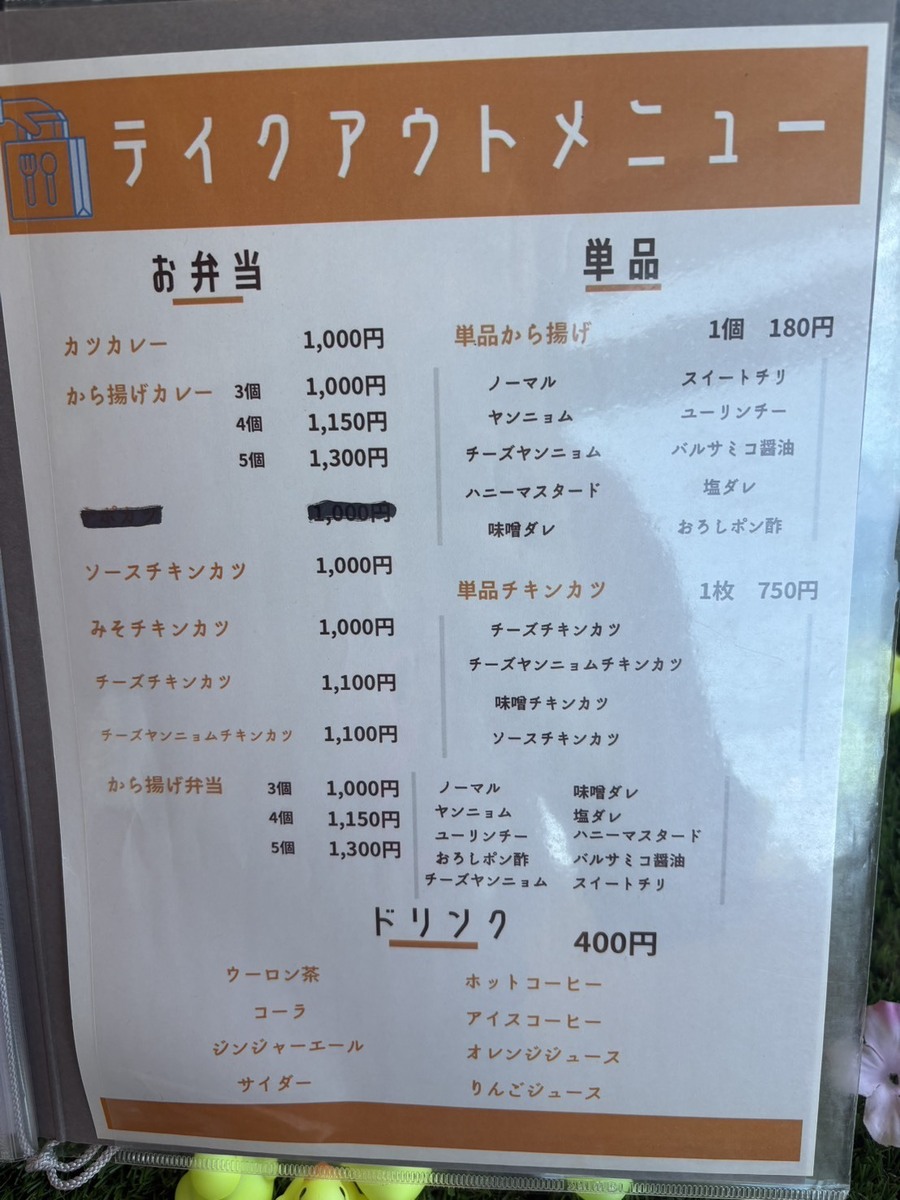 テイクアウトメニュー
お弁当
カツカレー 1,000円
から揚げカレー 3個 1,000円
4個 1,150円
5個 1,300円
1,000円
ソースチキンカツ 1,000円
みそチキンカツ 1,000円
チーズチキンカツ 1,100円
チーズヤンニョムチキンカツ 1,100円
から揚げ弁当 3個 1,000円
4個 1,150円
5個 1,300円
ノーマル 味噌ダレ
ヤンニョム 塩ダレ
ユーリンチー ハニーマスタード
おろしポン酢 バルサミコ醤油
チーズヤンニョム スイートチリ
単品
単品から揚げ 1個 180円
ノーマル スイートチリ
ヤンニョム ユーリンチー
チーズヤンニョム バルサミコ醤油
ハニーマスタード 塩ダレ
味噌ダレ おろしポン酢
単品チキンカツ 1枚 750円
チーズチキンカツ
チーズヤンニョムチキンカツ
味噌チキンカツ
ソースチキンカツ
ドリンク 400円
ウーロン茶 ホットコーヒー
コーラ アイスコーヒー
ジンジャーエール オレンジジュース
サイダー りんごジュース